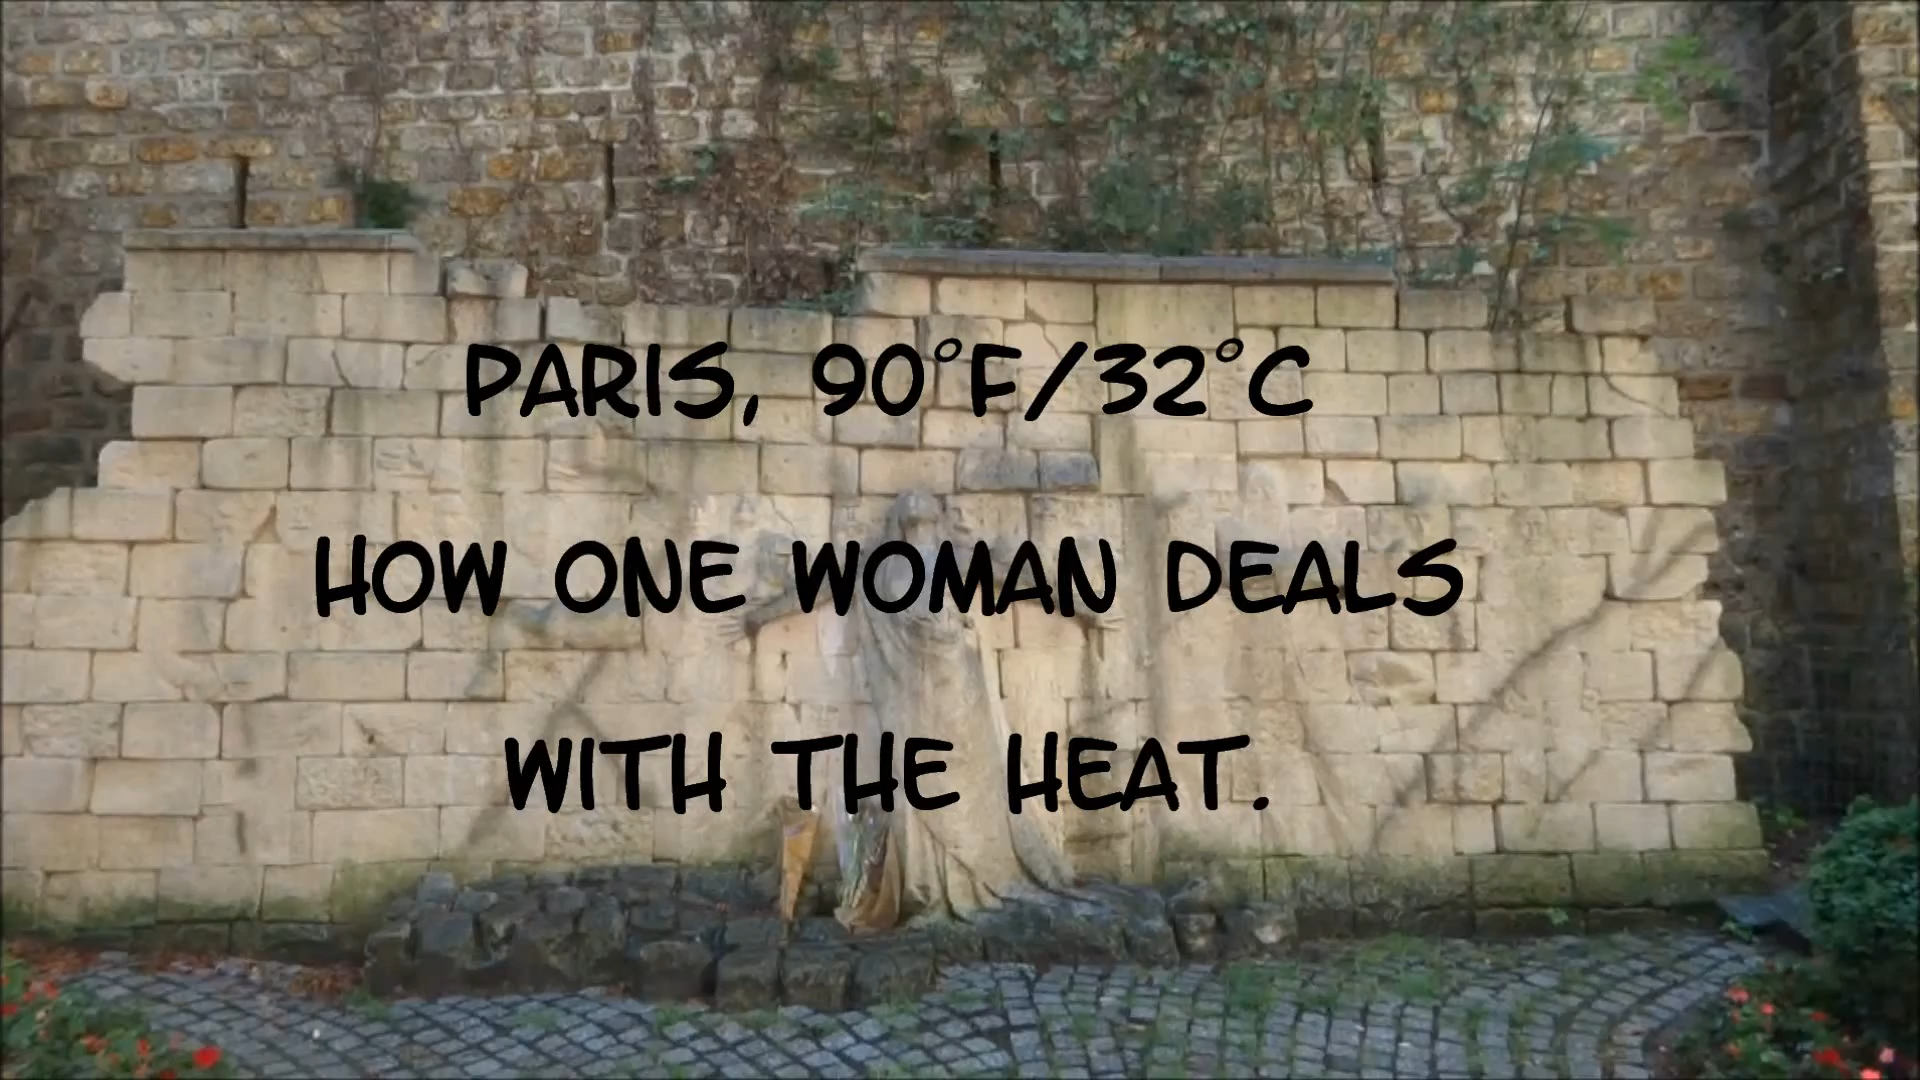 PARIS, 90°F/32°C
HOW ONE WOMAN DEALS
WITH THE HEAT.